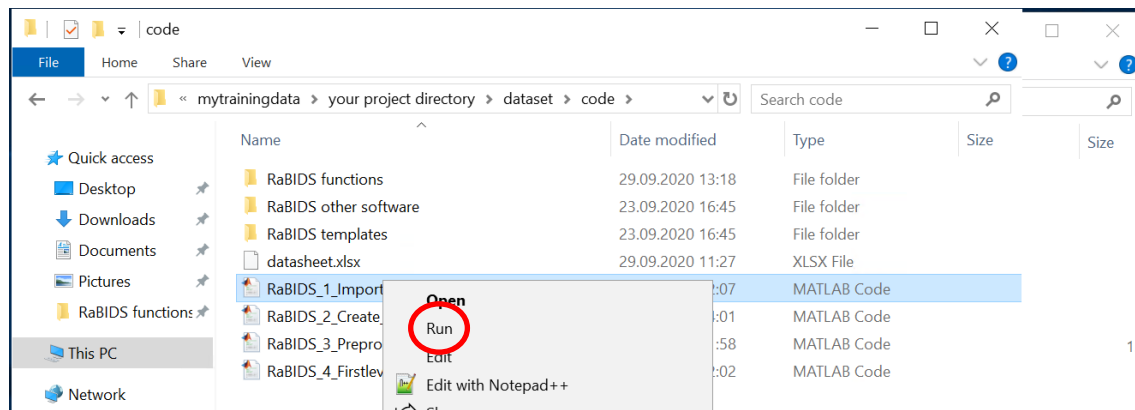 code
File Home Share View
« mytrainingdata > your project directory > dataset > code > Search code
Name Date modified Type Size Size
Quick access
RaBIDS functions 29.09.2020 13:18 File folder
Desktop
RaBIDS other software 23.09.2020 16:45 File folder
Downloads
RaBIDS templates 23.09.2020 16:45 File folder
Documents
datasheet.xlsx 29.09.2020 11:27 XLSX File
Pictures
RaBIDS_1_Import 2:07 MATLAB Code
RaBIDS functions
Open
RaBIDS_2_Create_ :01 MATLAB Code
Run
This PC
RaBIDS_3_Prepro :58 MATLAB Code 1
Edit
RaBIDS_4_Firstlev 2:02 MATLAB Code
Edit with Notepad++
Network